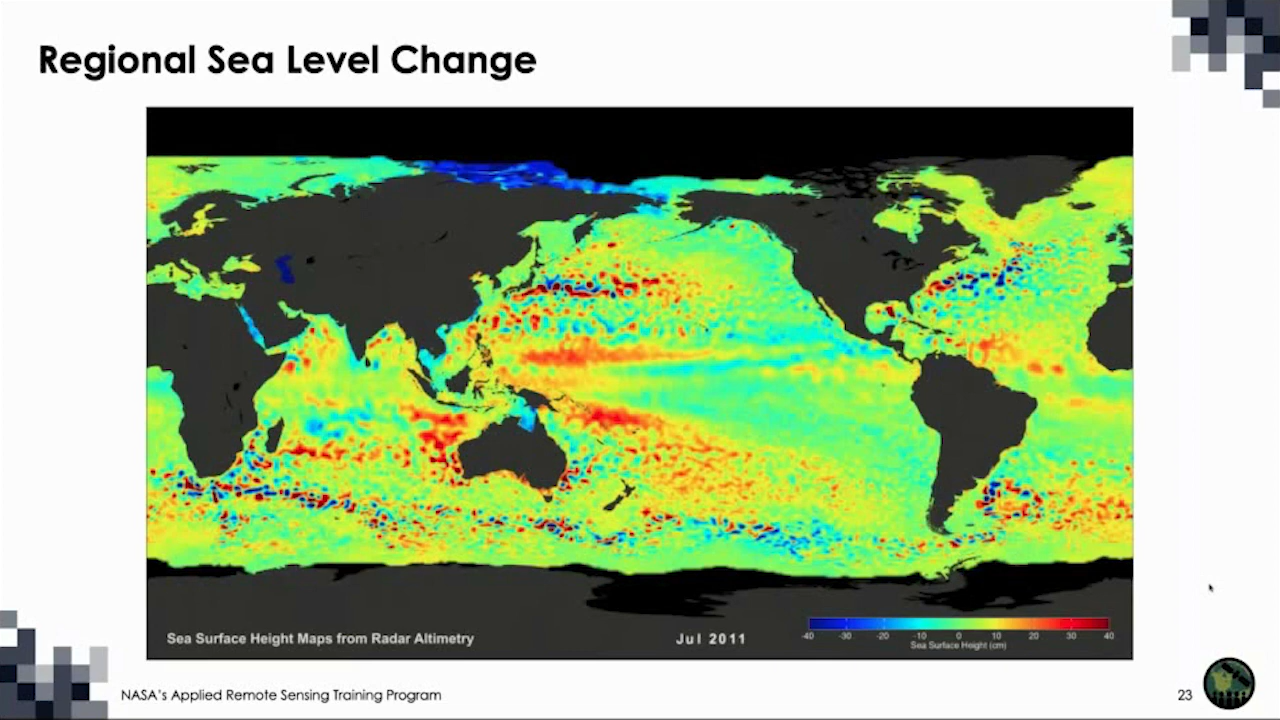 Regional Sea Level Change
Sea Surface Height Maps from Radar Altimetry
Jul 2011
-40 -30 -20 -10 0 10 20 30 40
Sea Surface Height (cm)
NASA's Applied Remote Sensing Training Program
23